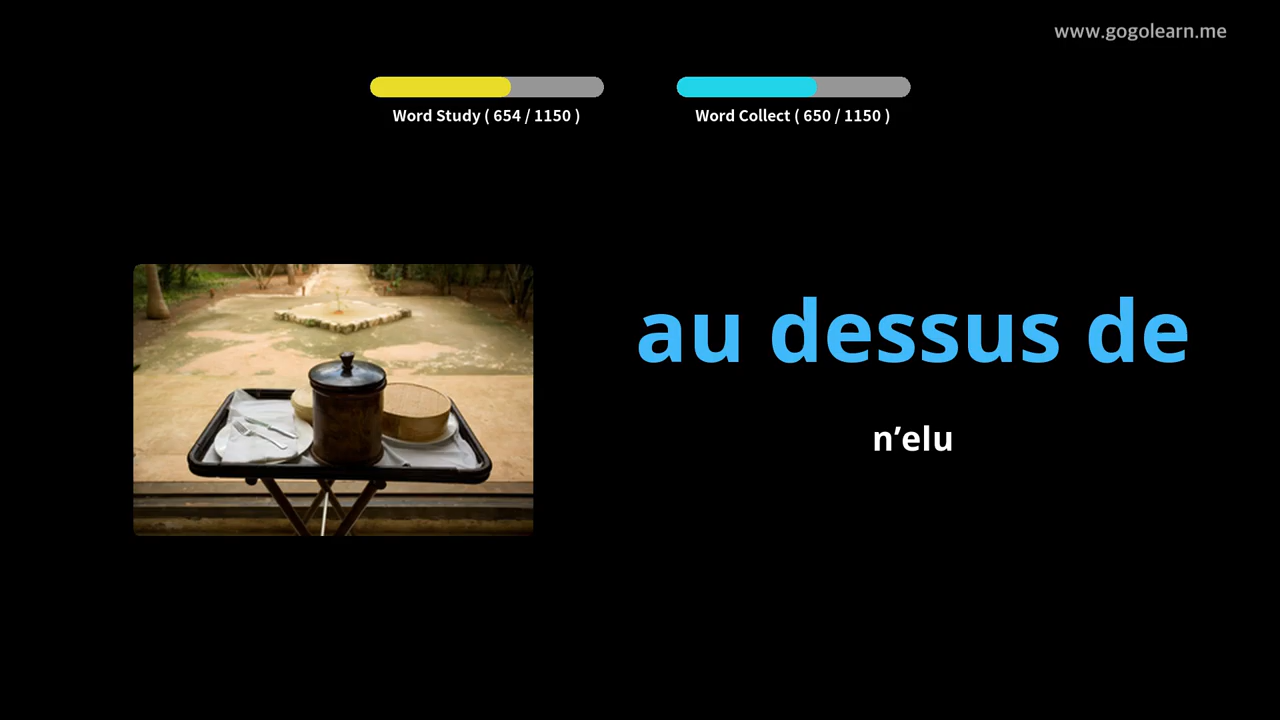 www.gogolearn.me
Word Study ( 654 / 1150 )
Word Collect ( 650 / 1150 )
au dessus de
n’elu